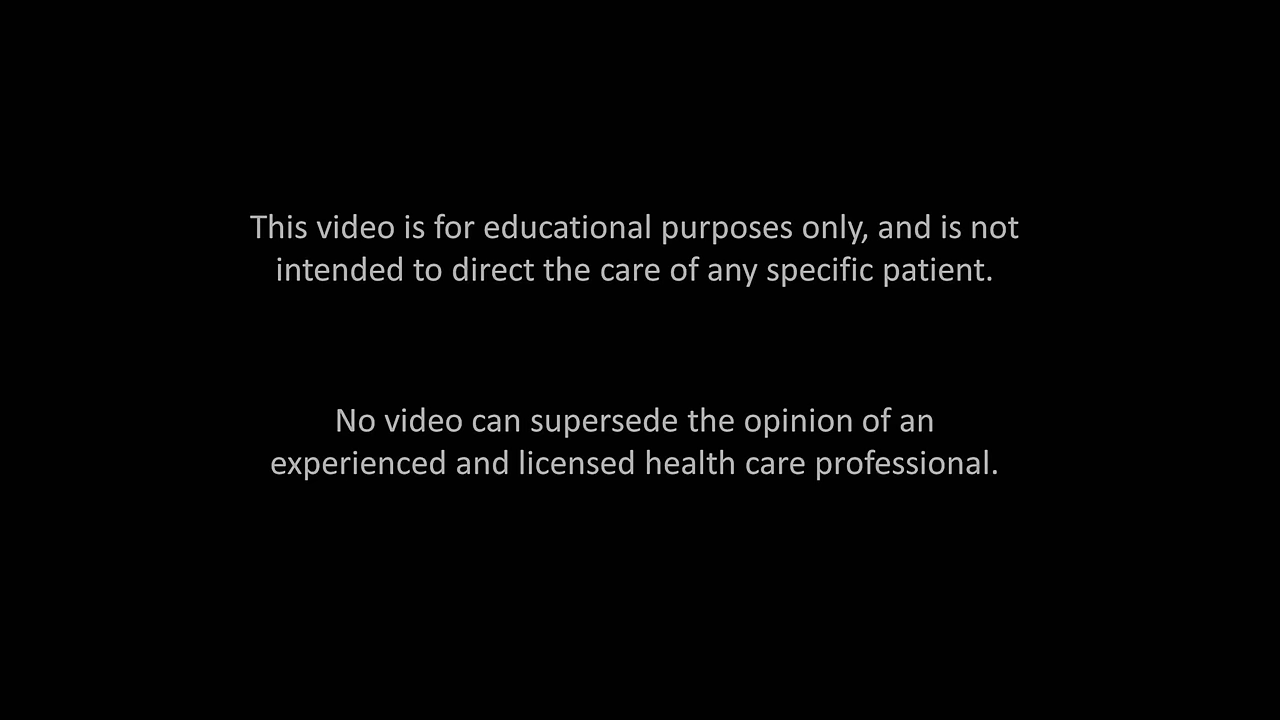 This video is for educational purposes only, and is not
intended to direct the care of any specific patient.
No video can supersede the opinion of an
experienced and licensed health care professional.